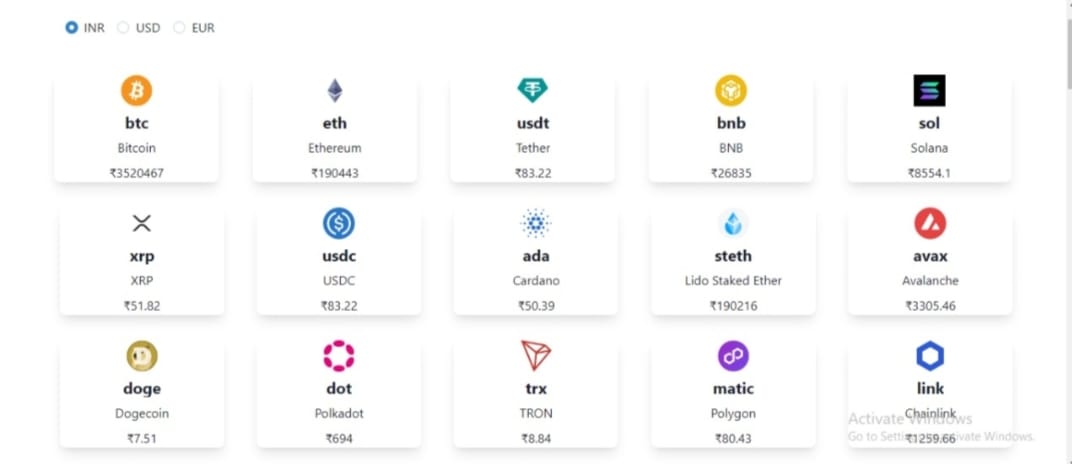 INR USD EUR
btc eth usdt bnb sol
Bitcoin Ethereum Tether BNB Solana
₹3520467 ₹190443 ₹83.22 ₹26835 ₹8554.1
xrp usdc ada steth avax
XRP USDC Cardano Lido Staked Ether Avalanche
₹51.82 ₹83.22 ₹50.39 ₹190216 ₹3305.46
doge dot trx matic link
Dogecoin Polkadot TRON Polygon Chainlink
₹7.51 ₹694 ₹8.84 ₹80.43 ₹1259.66
Activate Windows
Go to Settings to activate Windows.